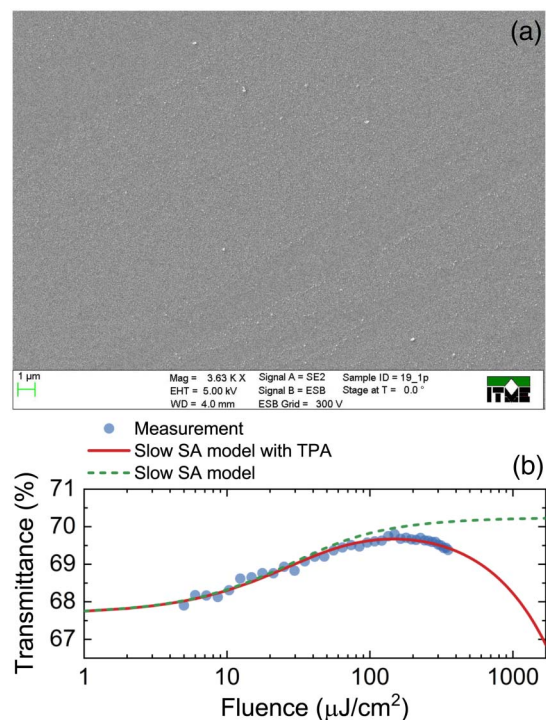 (a)
1 µm
Mag = 3.63 K X Signal A = SE2 Sample ID = 19_1p
EHT = 5.00 kV Signal B = ESB Stage at T = 0.0 °
WD = 4.0 mm ESB Grid = 300 V
ITME
Measurement
Slow SA model with TPA
Slow SA model
(b)
71
70
69
68
67
Transmittance (%)
1 10 100 1000
Fluence (µJ/cm²)